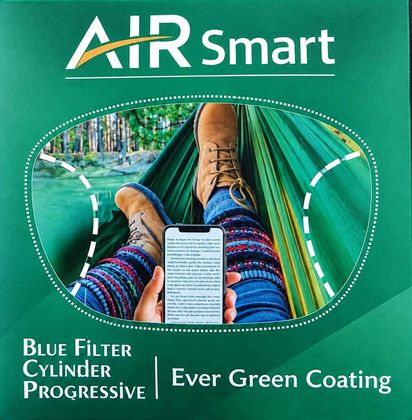 AIR Smart
BLUE FILTER
CYLINDER
PROGRESSIVE
Ever Green Coating